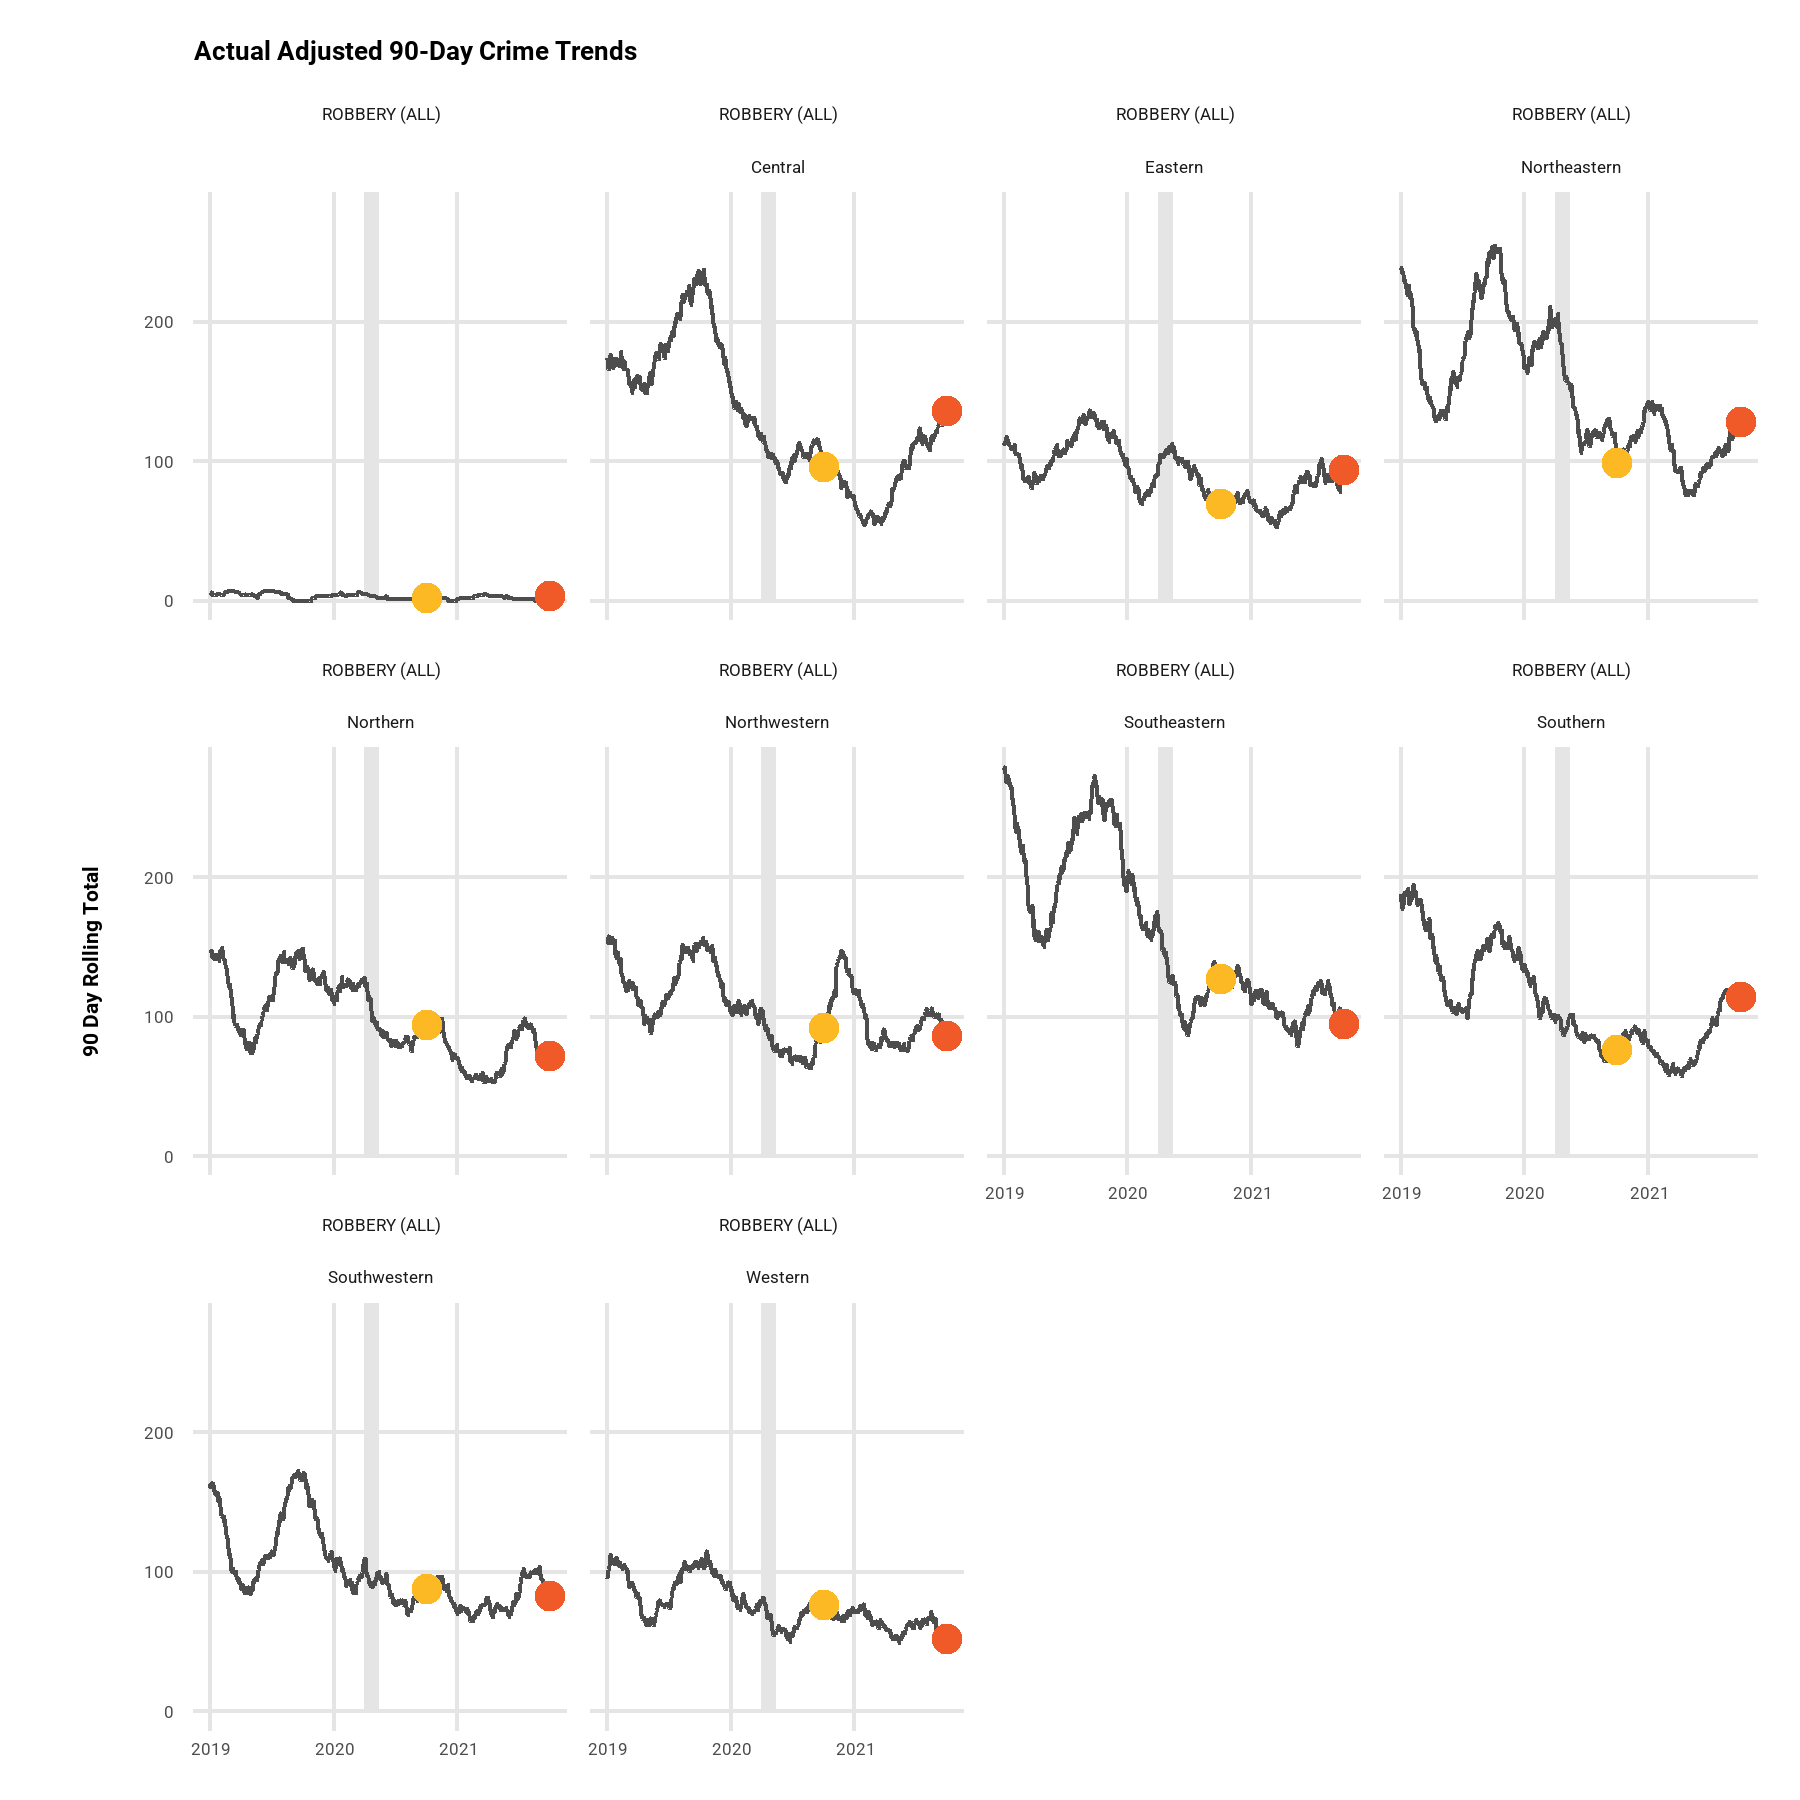 Actual Adjusted 90-Day Crime Trends
ROBBERY (ALL) ROBBERY (ALL) ROBBERY (ALL) ROBBERY (ALL)
Central Eastern Northeastern
200
100
0
ROBBERY (ALL) ROBBERY (ALL) ROBBERY (ALL) ROBBERY (ALL)
Northern Northwestern Southeastern Southern
90 Day Rolling Total
200
100
0
2019 2020 2021 2019 2020 2021
ROBBERY (ALL) ROBBERY (ALL)
Southwestern Western
200
100
0
2019 2020 2021 2019 2020 2021